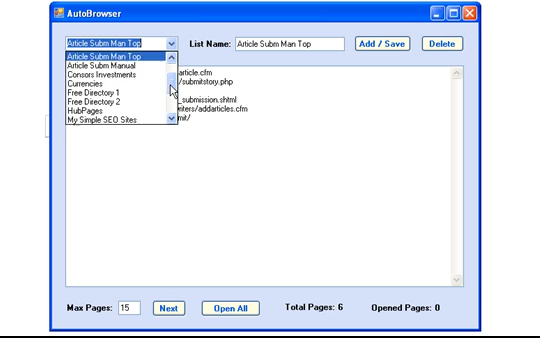 AutoBrowser
Article Subm Man Top
List Name: Article Subm Man Top
Add / Save
Delete
Article Subm Man Top
Article Subm Manual
Consors Investments
Currencies
Free Directory 1
Free Directory 2
HubPages
My Simple SEO Sites
article.cfm
/submitstory.php
_submission.shtml
/addarticles.cfm
mit/
Max Pages: 15
Next
Open All
Total Pages: 6
Opened Pages: 0